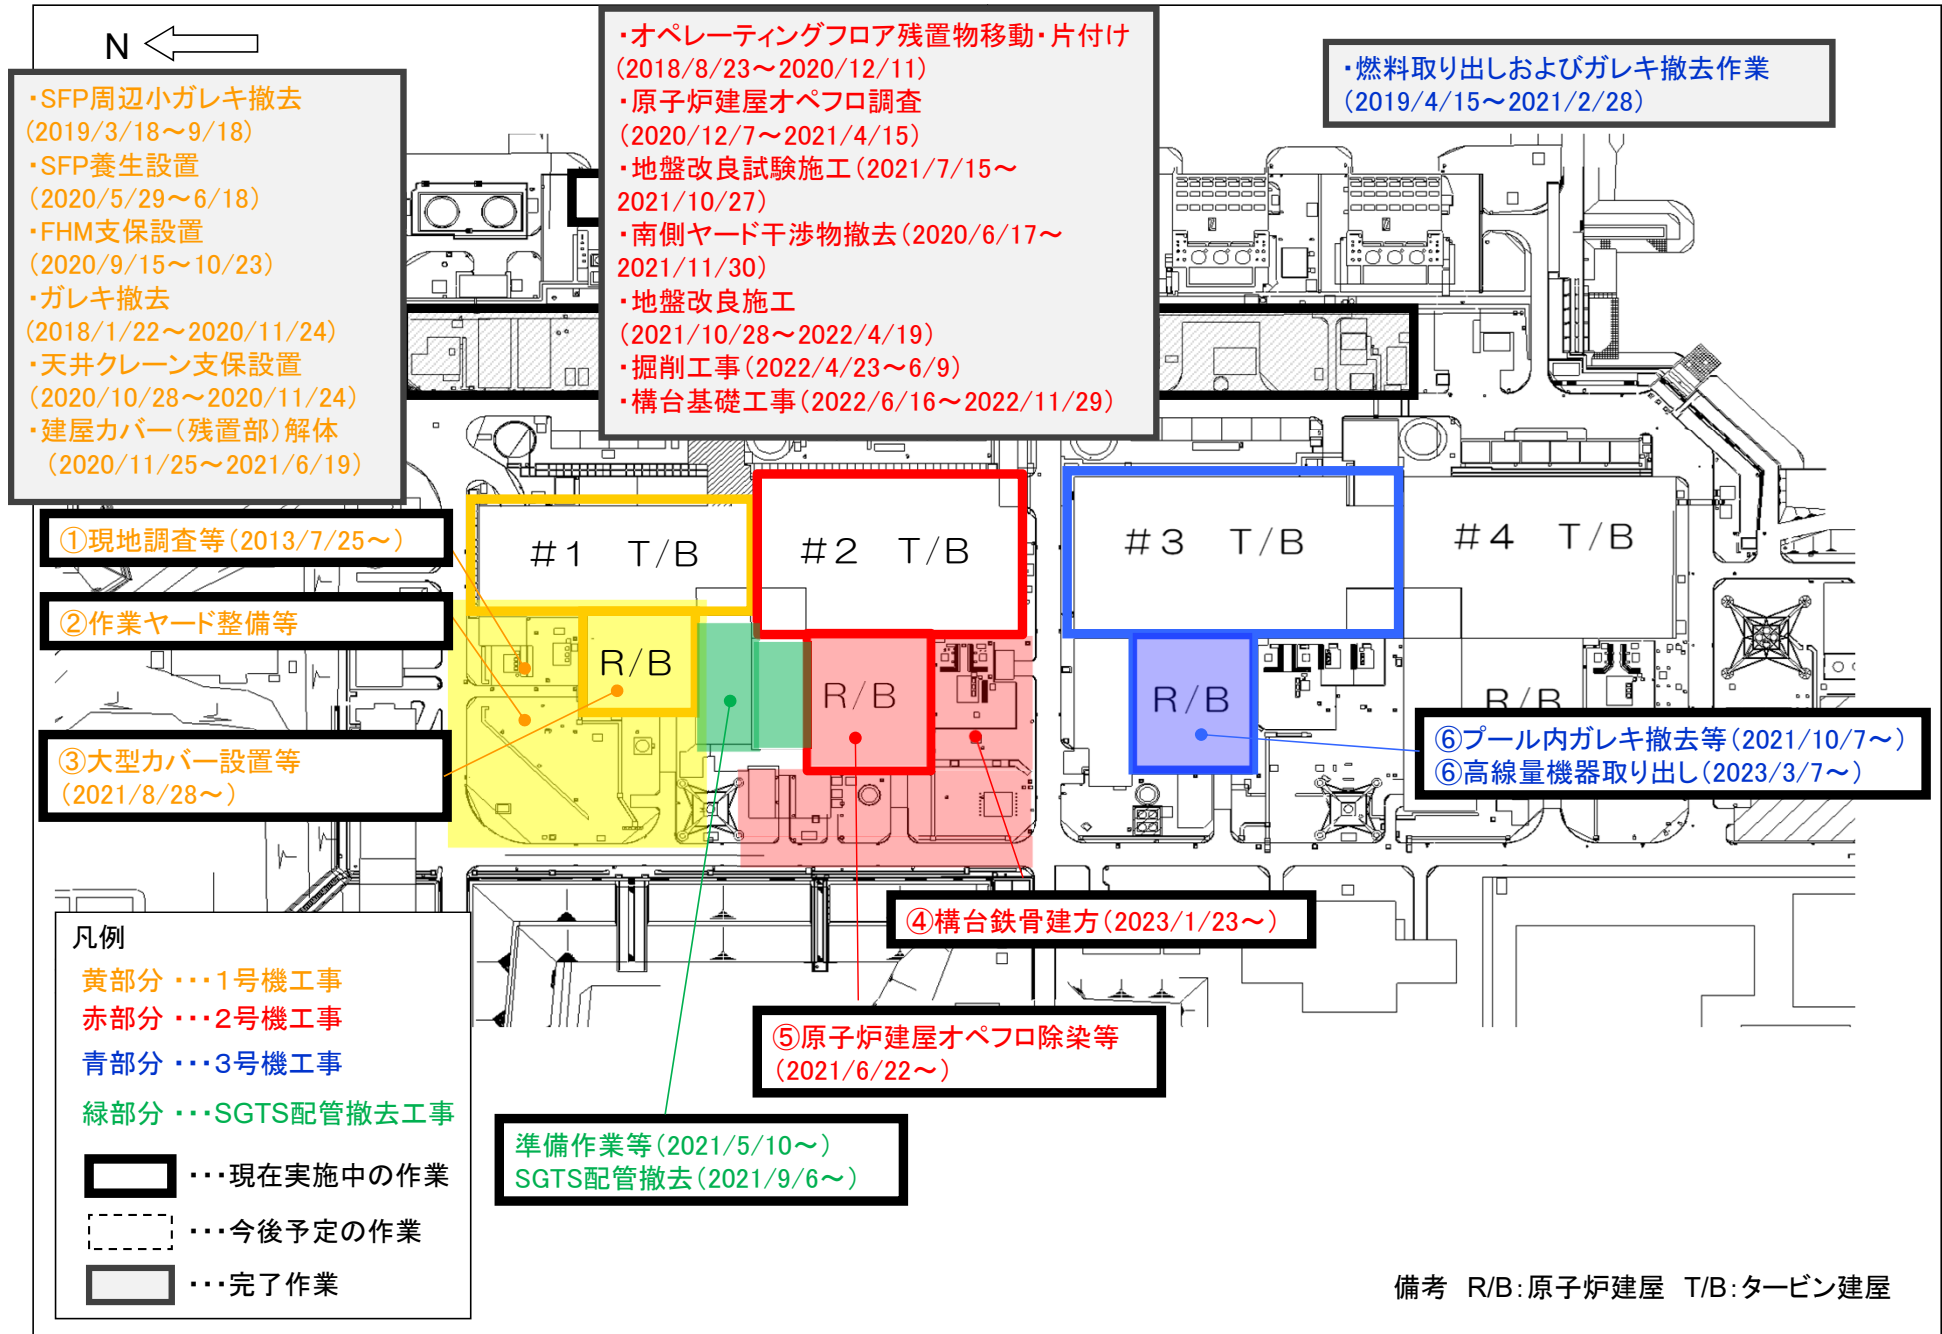 N
・SFP周辺小ガレキ撤去
(2019/3/18～9/18)
・SFP養生設置
(2020/5/29～6/18)
・FHM支保設置
(2020/9/15～10/23)
・ガレキ撤去
(2018/1/22～2020/11/24)
・天井クレーン支保設置
(2020/10/28～2020/11/24)
・建屋カバー(残置部)解体
(2020/11/25～2021/6/19)
・オペレーティングフロア残置物移動・片付け
(2018/8/23～2020/12/11)
・原子炉建屋オペフロ調査
(2020/12/7～2021/4/15)
・地盤改良試験施工(2021/7/15～
2021/10/27)
・南側ヤード干渉物撤去(2020/6/17～
2021/11/30)
・地盤改良施工
(2021/10/28～2022/4/19)
・掘削工事(2022/4/23～6/9)
・構台基礎工事(2022/6/16～2022/11/29)
・燃料取り出しおよびガレキ撤去作業
(2019/4/15～2021/2/28)
①現地調査等(2013/7/25～)
②作業ヤード整備等
③大型カバー設置等
(2021/8/28～)
#1 T/B
#2 T/B
#3 T/B
#4 T/B
R/B
R/B
R/B
R/B
⑥プール内ガレキ撤去等(2021/10/7～)
⑥高線量機器取り出し(2023/3/7～)
④構台鉄骨建方(2023/1/23～)
⑤原子炉建屋オペフロ除染等
(2021/6/22～)
準備作業等(2021/5/10～)
SGTS配管撤去(2021/9/6～)
凡例
黄部分 ・・・1号機工事
赤部分 ・・・2号機工事
青部分 ・・・3号機工事
緑部分 ・・・SGTS配管撤去工事
・・・現在実施中の作業
・・・今後予定の作業
・・・完了作業
備考 R/B:原子炉建屋 T/B:タービン建屋